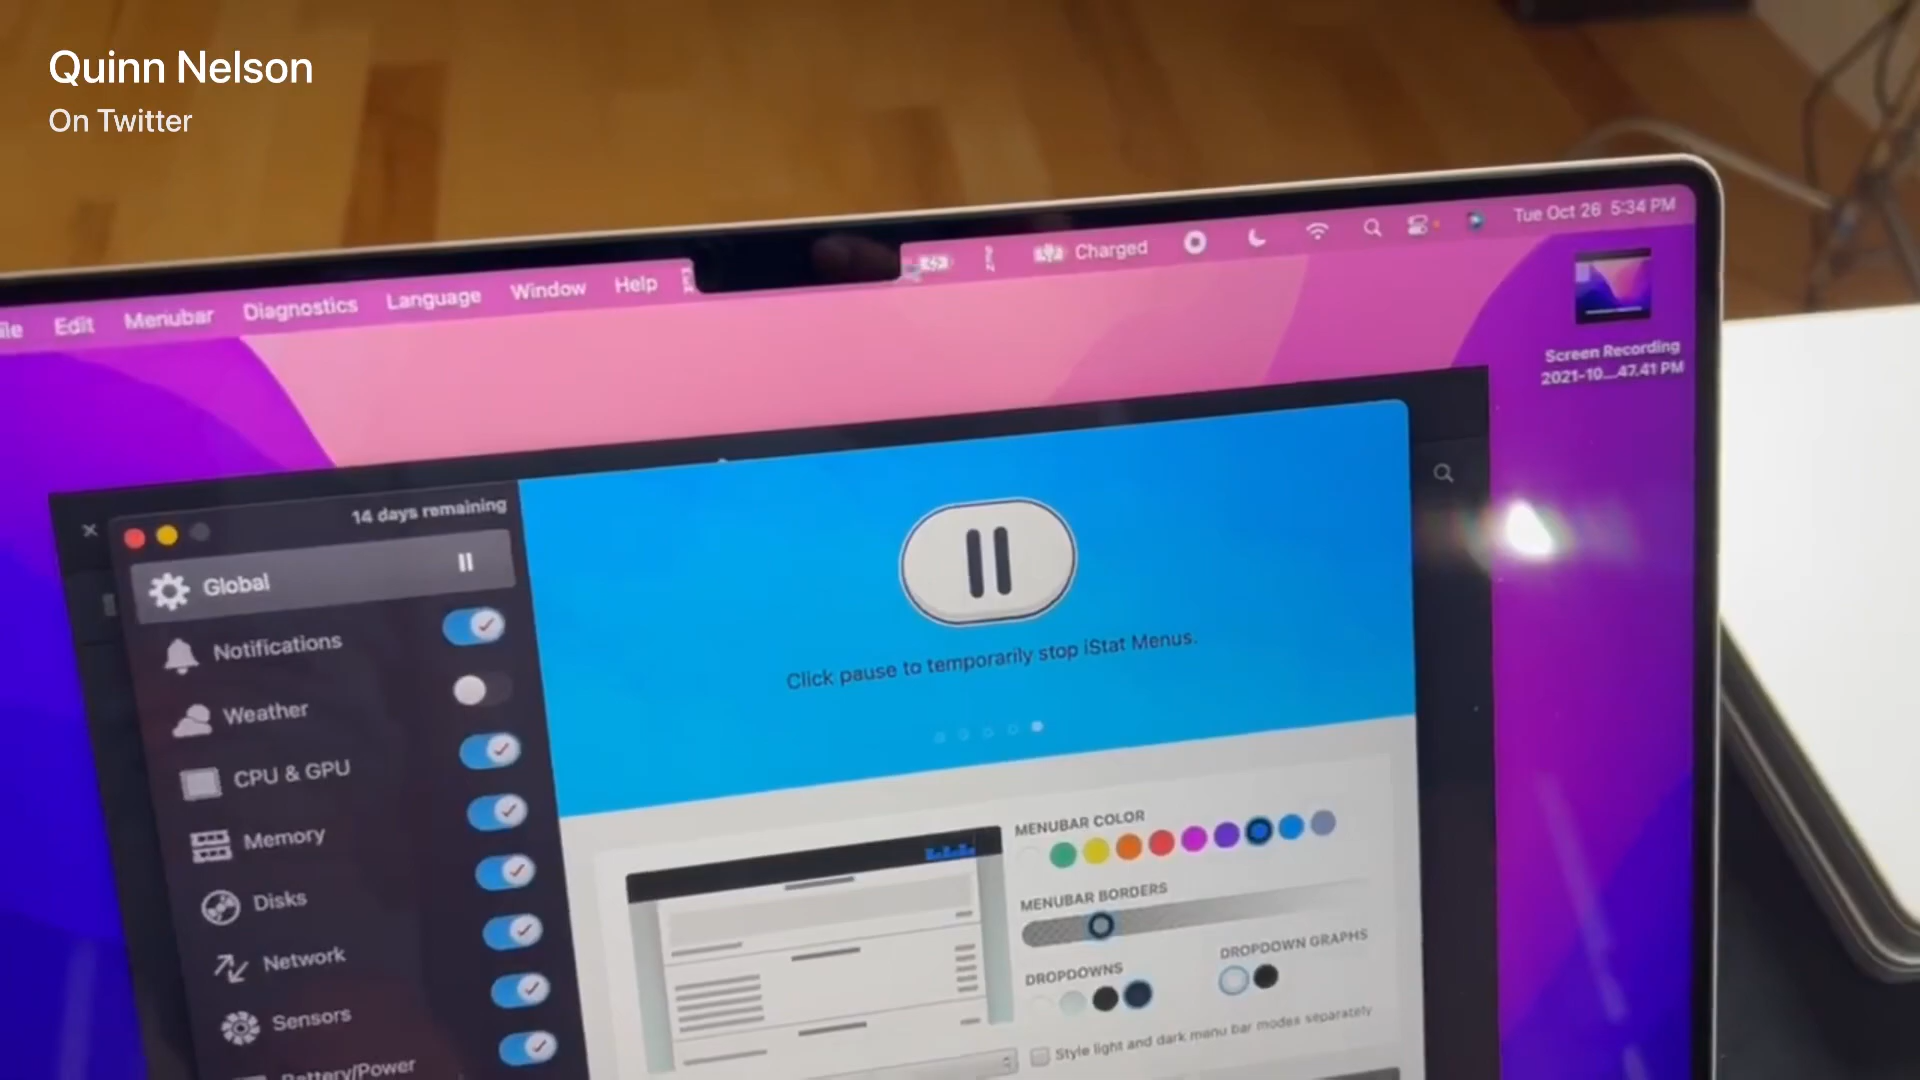 Quinn Nelson
On Twitter
Edit Menubar Diagnostics Language Window Help
Charged
Tue Oct 26 5:34 PM
Screen Recording
2021-10...47.41 PM
14 days remaining
Global
Notifications
Weather
CPU & GPU
Memory
Disks
Network
Sensors
Battery/Power
Click pause to temporarily stop iStat Menus.
MENUBAR COLOR
MENUBAR BORDERS
DROPDOWNS
DROPDOWN GRAPHS
Style light and dark menu bar modes separately